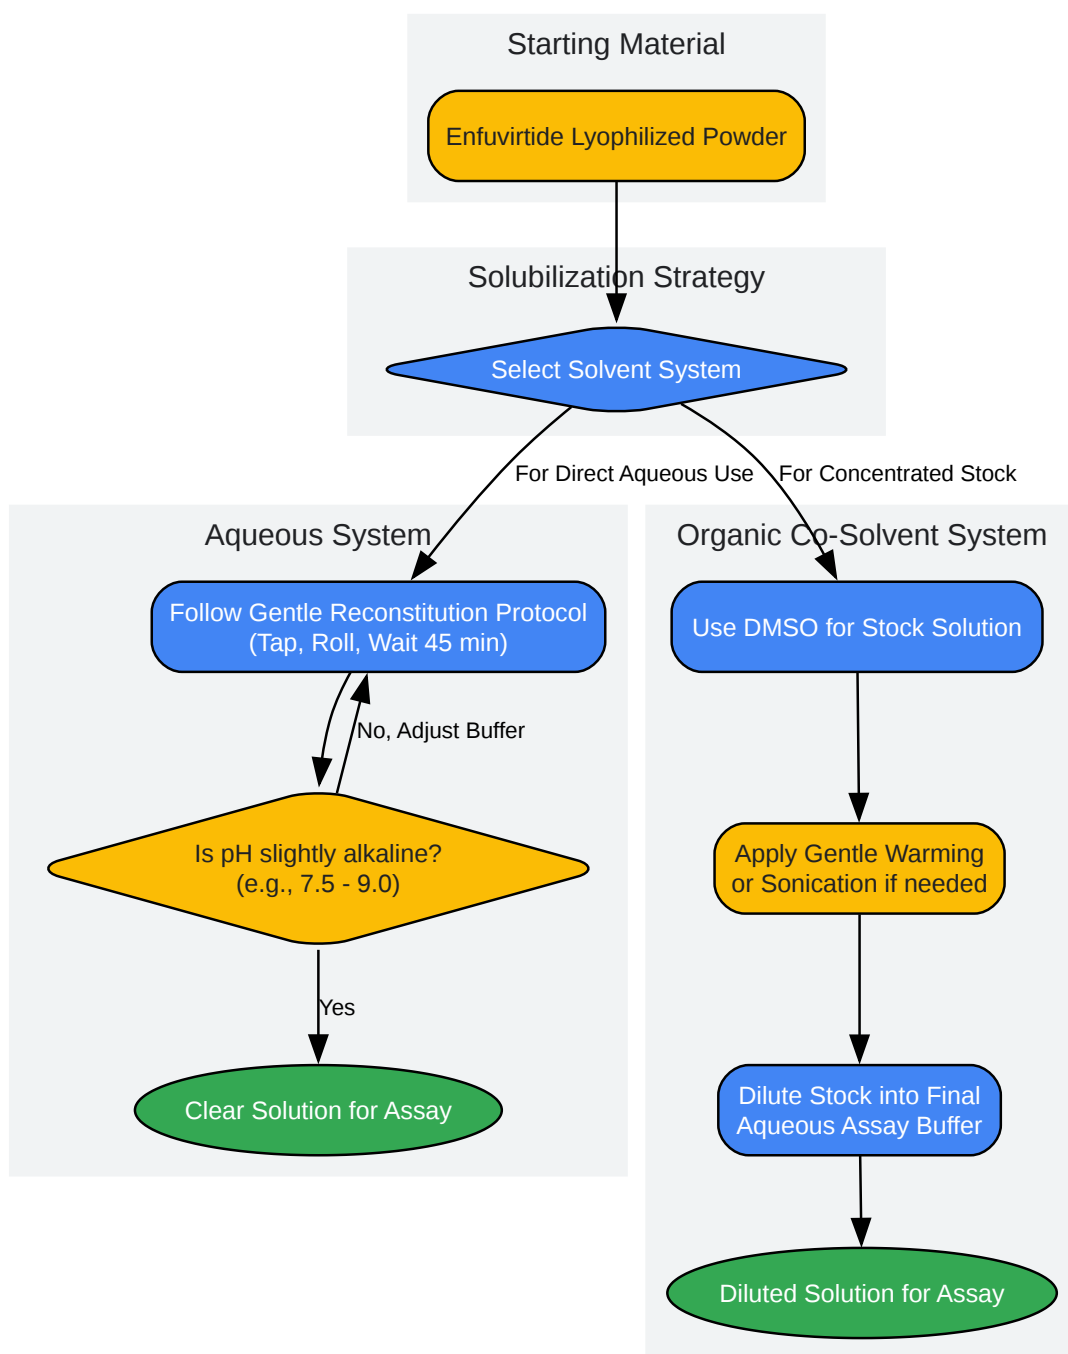 Starting Material
Enfuvirtide Lyophilized Powder
Solubilization Strategy
Select Solvent System
For Direct Aqueous Use
For Concentrated Stock
Aqueous System
Follow Gentle Reconstitution Protocol
(Tap, Roll, Wait 45 min)
No, Adjust Buffer
Is pH slightly alkaline?
(e.g., 7.5 - 9.0)
Yes
Clear Solution for Assay
Organic Co-Solvent System
Use DMSO for Stock Solution
Apply Gentle Warming
or Sonication if needed
Dilute Stock into Final
Aqueous Assay Buffer
Diluted Solution for Assay